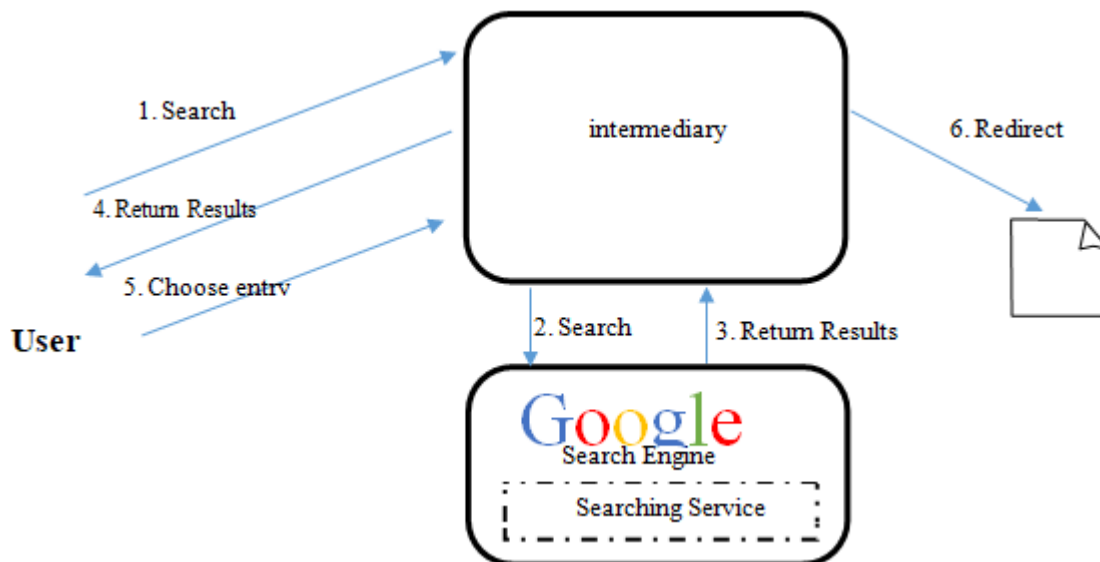 1. Search
intermediary
6. Redirect
4. Return Results
5. Choose entry
User
2. Search
3. Return Results
Google
Search Engine
Searching Service